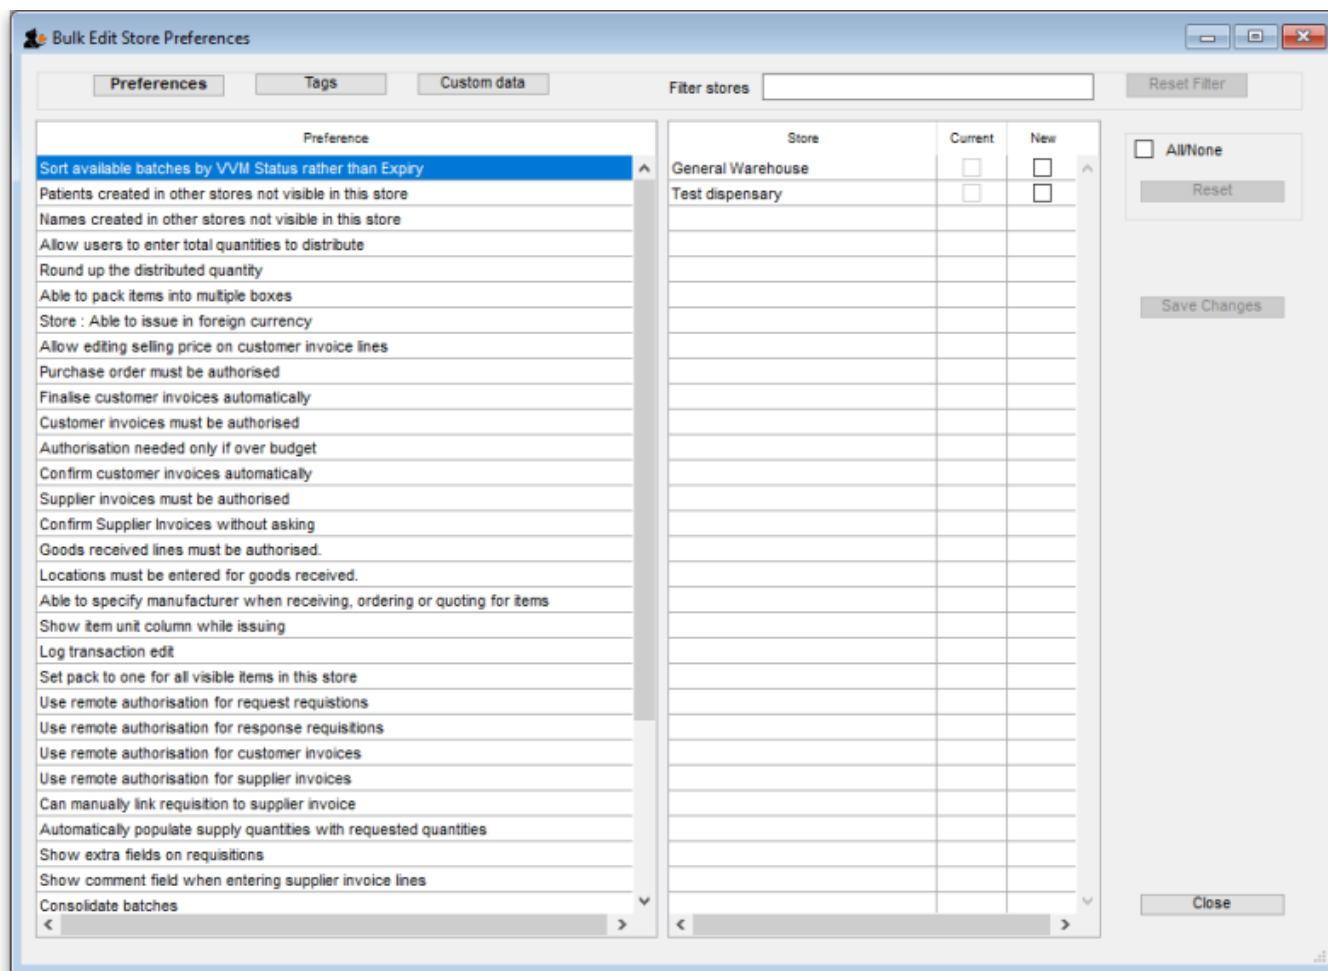 Bulk Edit Store Preferences
Preferences Tags Custom data Filter stores Reset Filter
Preference
Sort available batches by VVM Status rather than Expiry
Patients created in other stores not visible in this store
Names created in other stores not visible in this store
Allow users to enter total quantities to distribute
Round up the distributed quantity
Able to pack items into multiple boxes
Store : Able to issue in foreign currency
Allow editing selling price on customer invoice lines
Purchase order must be authorised
Finalise customer invoices automatically
Customer invoices must be authorised
Authorisation needed only if over budget
Confirm customer invoices automatically
Supplier invoices must be authorised
Confirm Supplier Invoices without asking
Goods received lines must be authorised.
Locations must be entered for goods received.
Able to specify manufacturer when receiving, ordering or quoting for items
Show item unit column while issuing
Log transaction edit
Set pack to one for all visible items in this store
Use remote authorisation for request requistions
Use remote authorisation for response requisitions
Use remote authorisation for customer invoices
Use remote authorisation for supplier invoices
Can manually link requisition to supplier invoice
Automatically populate supply quantities with requested quantities
Show extra fields on requisitions
Show comment field when entering supplier invoice lines
Consolidate batches
Store Current New
General Warehouse
Test dispensary
All/None
Reset
Save Changes
Close